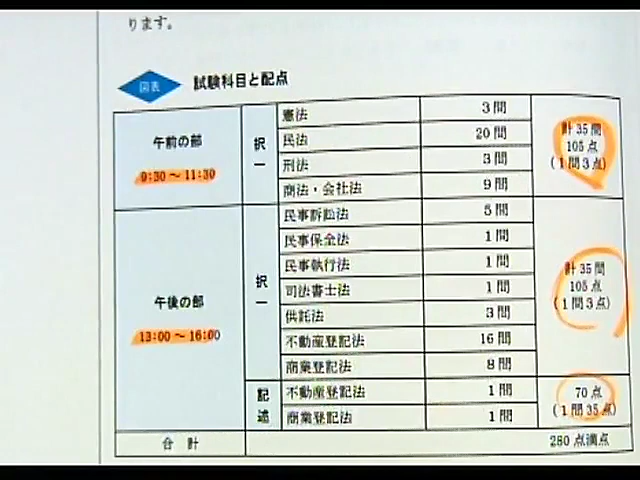 ります。
図表 試験科目と配点
午前の部
9:30～11:30
択一
憲法 3問
民法 20問
刑法 3問
商法・会社法 9問
計35問
105点
(1問3点)
午後の部
13:00～16:00
択一
民事訴訟法 5問
民事保全法 1問
民事執行法 1問
司法書士法 1問
供託法 3問
不動産登記法 16問
商業登記法 8問
計35問
105点
(1問3点)
記述
不動産登記法 1問
商業登記法 1問
70点
(1問35点)
合計 280点満点